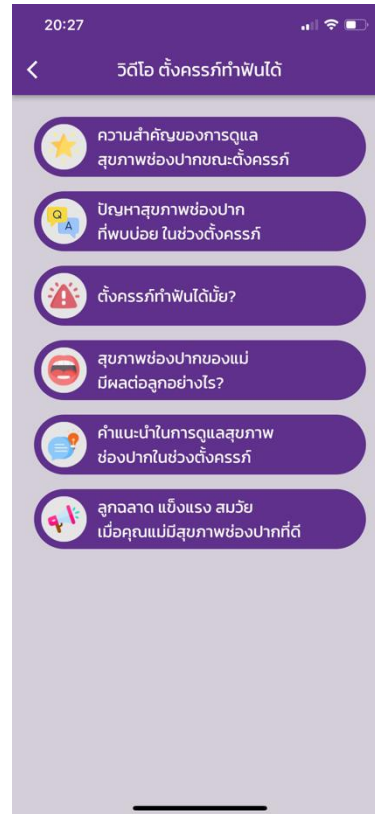 20:27
วิดีโอ ตั้งครรภ์ทำฟันได้
ความสำคัญของการดูแล
สุขภาพช่องปากขณะตั้งครรภ์
Q
A
ปัญหาสุขภาพช่องปาก
ที่พบบ่อย ในช่วงตั้งครรภ์
ตั้งครรภ์ทำฟันได้มั้ย?
สุขภาพช่องปากของแม่
มีผลต่อลูกอย่างไร?
คำแนะนำในการดูแลสุขภาพ
ช่องปากในช่วงตั้งครรภ์
ลูกฉลาด แข็งแรง สมวัย
เมื่อคุณแม่มีสุขภาพช่องปากที่ดี